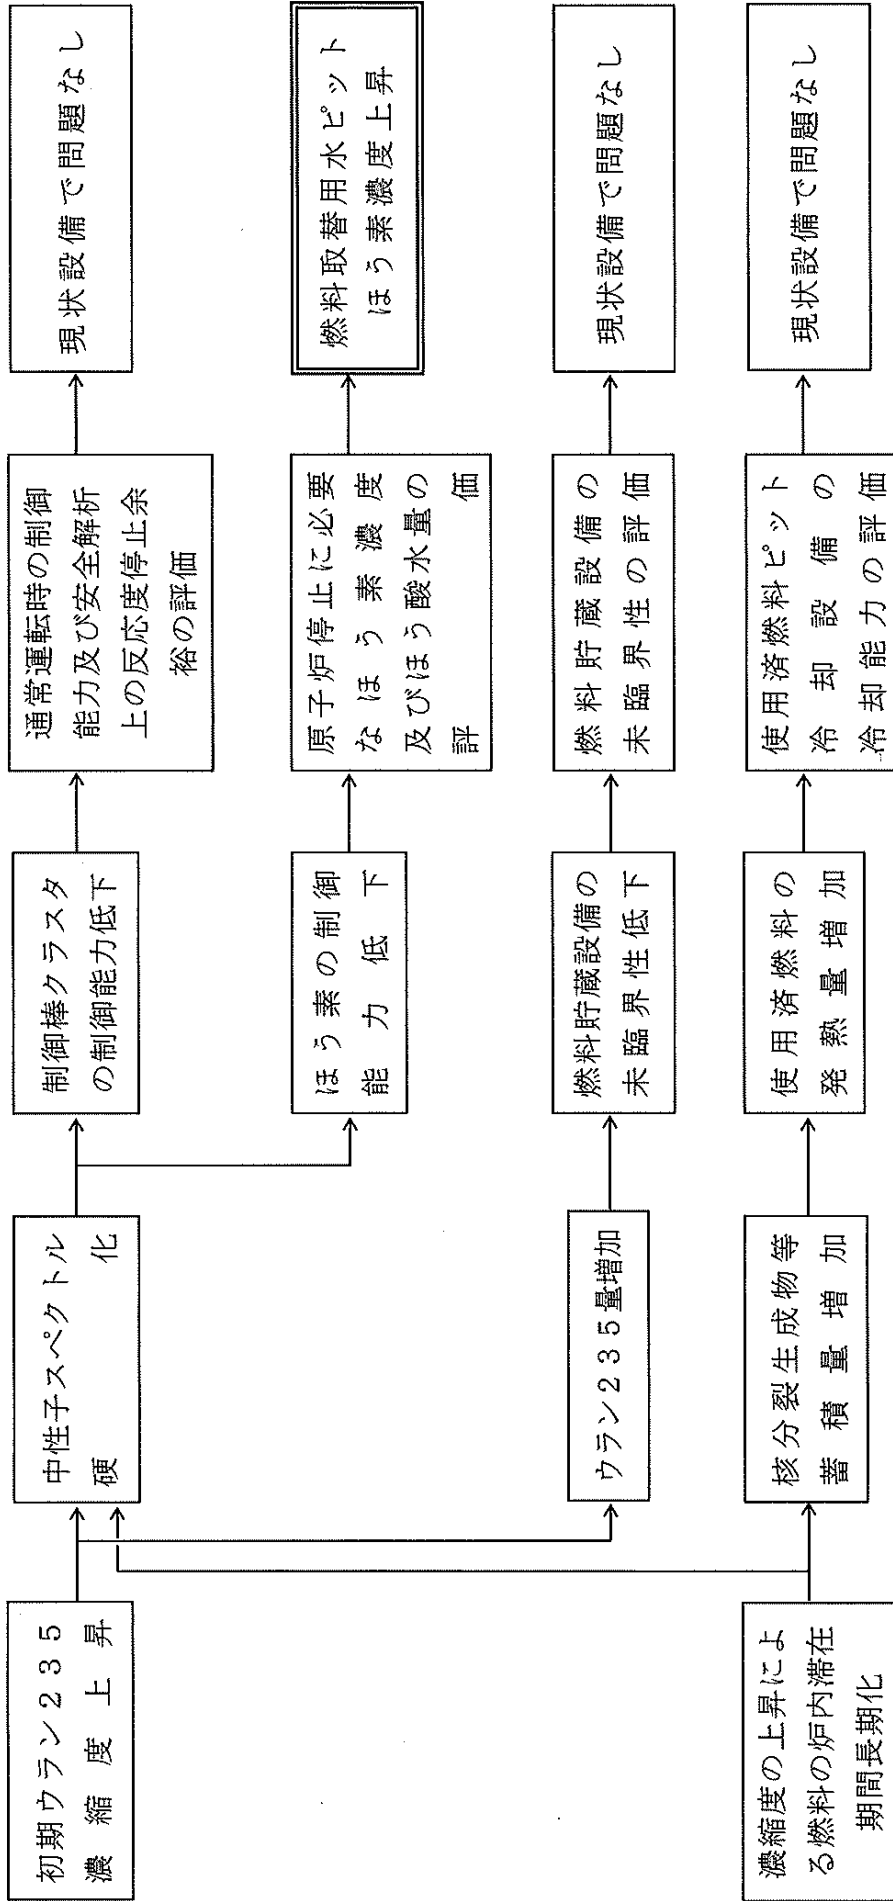 初期ウラン２３５
濃縮度上昇
濃縮度の上昇によ
る燃料の炉内滞在
期間長期化
中性子スペクトル
硬化
ウラン２３５量増加
核分裂生成物等
蓄積量増加
制御棒クラスタ
の制御能力低下
ほう素の制御
能力低下
燃料貯蔵設備の
未臨界性低下
使用済燃料の
発熱量増加
通常運転時の制御
能力及び安全解析
上の反応度停止余
裕の評価
原子炉停止に必要
なほう素濃度
及びほう酸水量の
評価
燃料貯蔵設備の
未臨界性の評価
使用済燃料ピット
冷却設備の
冷却能力の評価
現状設備で問題なし
燃料取替用水ピット
ほう素濃度上昇
現状設備で問題なし
現状設備で問題なし